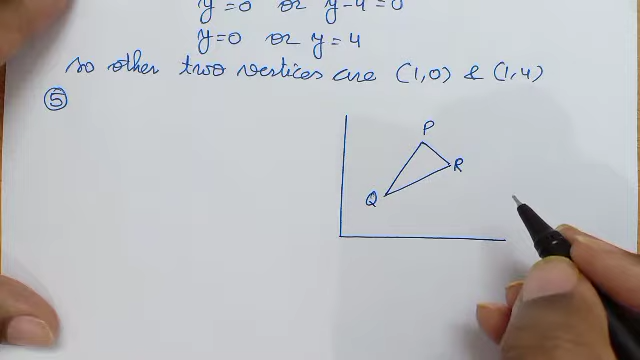 y=0 or y-4=0
y=0 or y=4
so other two vertices are (1,0) & (1,4)
⑤
P
R
Q